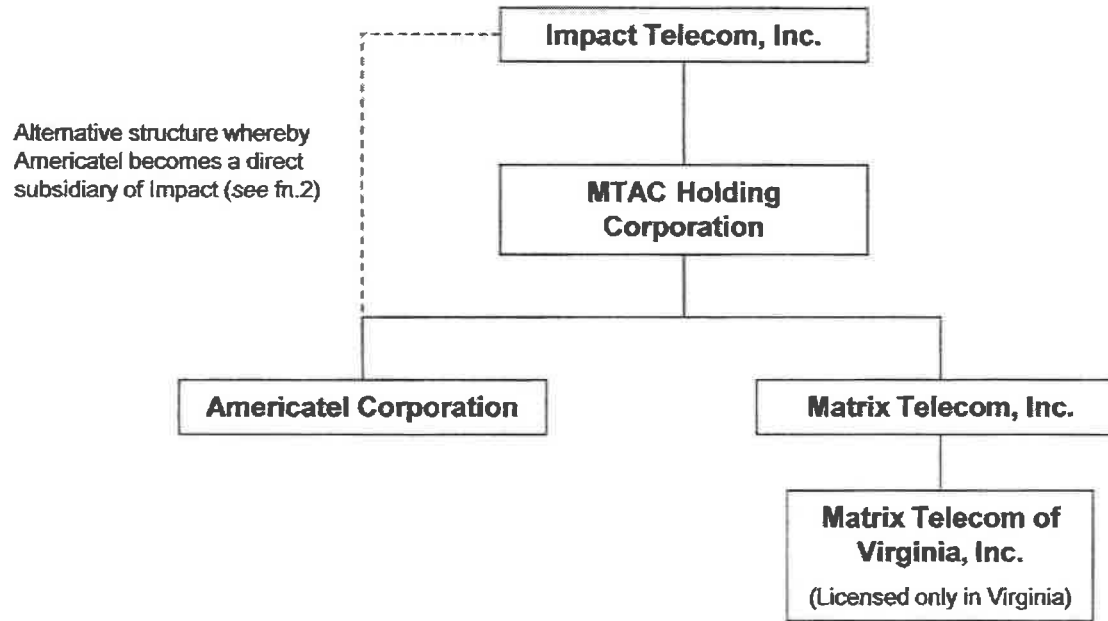 Impact Telecom, Inc.
Alternative structure whereby
Americatel becomes a direct
subsidiary of Impact (see fn.2)
MTAC Holding
Corporation
Americatel Corporation
Matrix Telecom, Inc.
Matrix Telecom of
Virginia, Inc.
(Licensed only in Virginia)